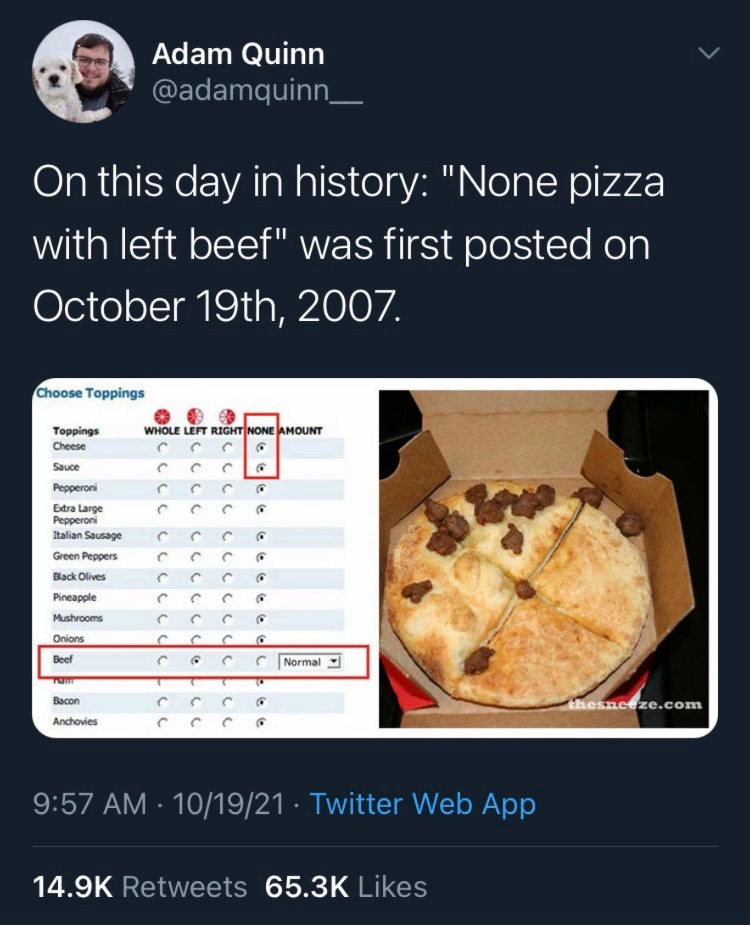 Adam Quinn
@adamquinn__
On this day in history: "None pizza
with left beef" was first posted on
October 19th, 2007.
Choose Toppings
Toppings WHOLE LEFT RIGHT NONE AMOUNT
Cheese
Sauce
Pepperoni
Extra Large
Pepperoni
Italian Sausage
Green Peppers
Black Olives
Pineapple
Mushrooms
Onions
Beef Normal
Ham
Bacon
Anchovies
thesneeze.com
9:57 AM · 10/19/21 · Twitter Web App
14.9K Retweets 65.3K Likes